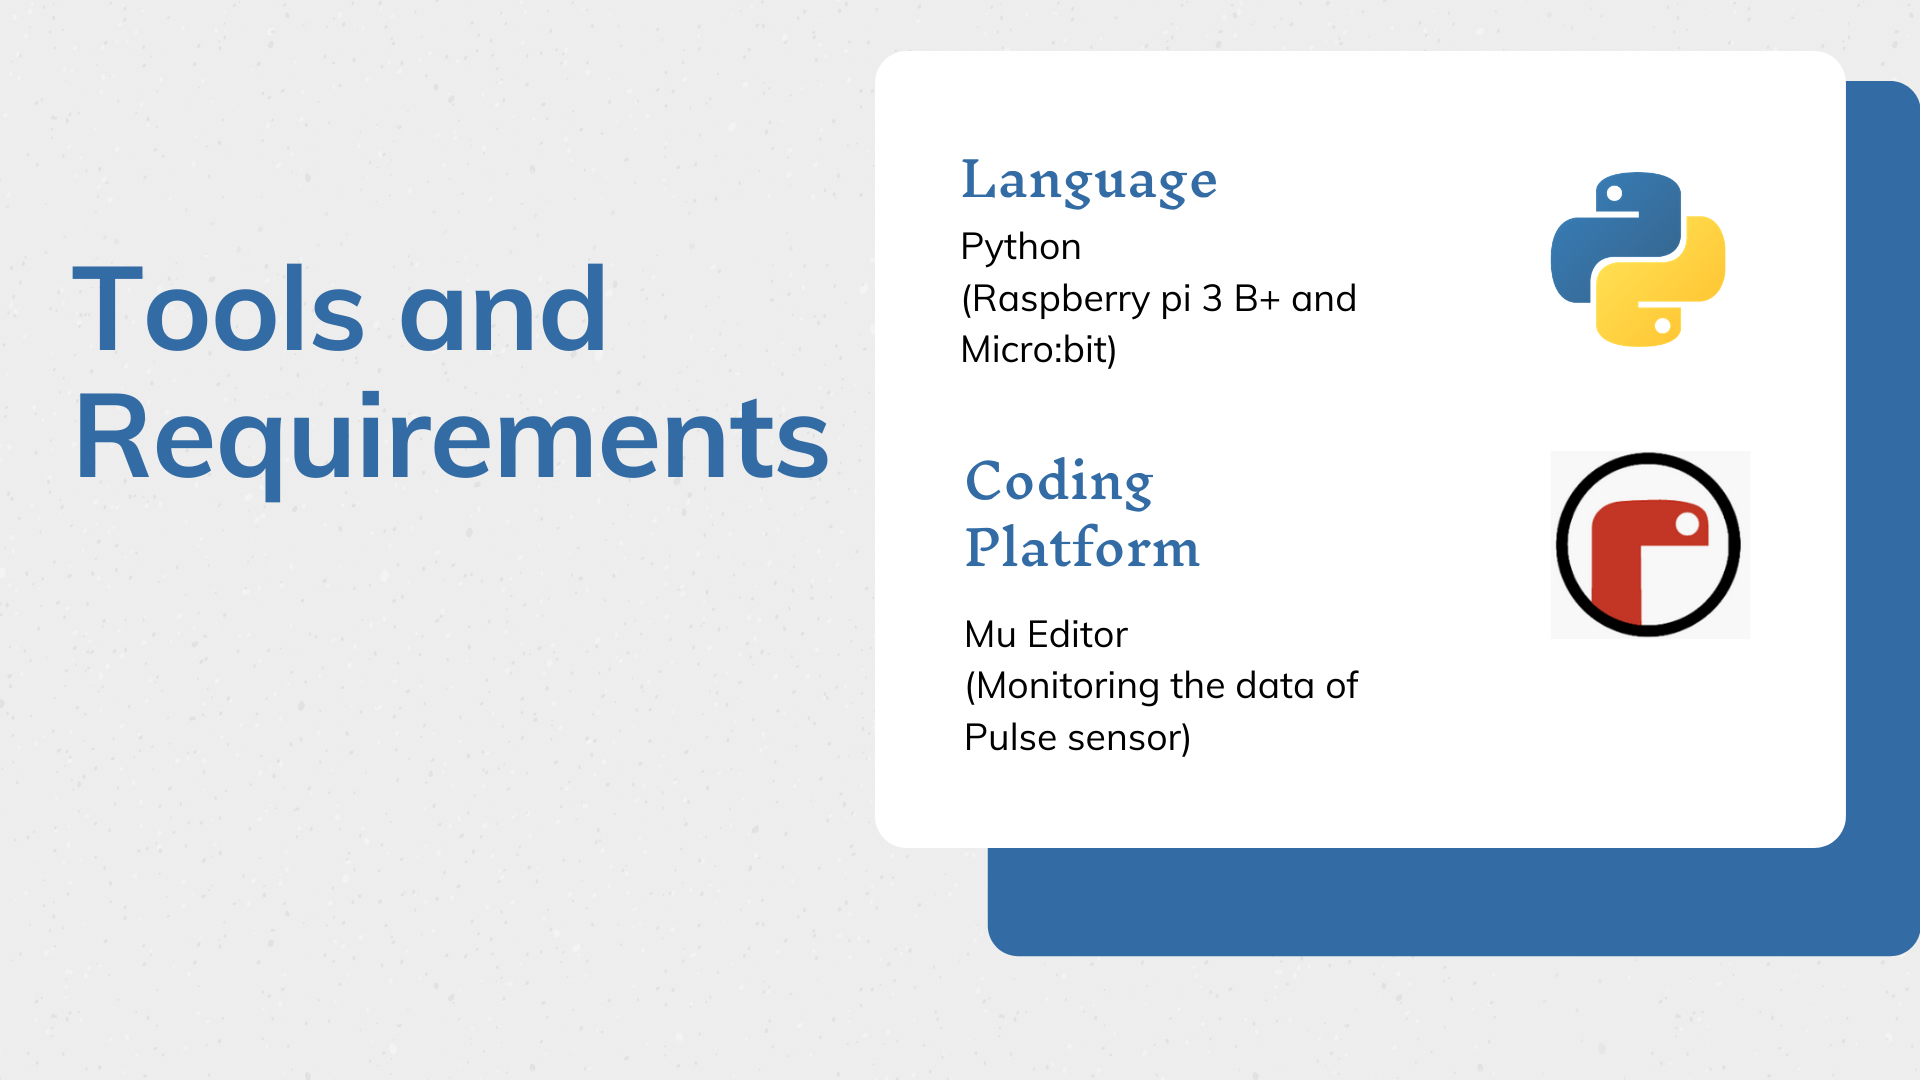 Tools and
Requirements
Language
Python
(Raspberry pi 3 B+ and
Micro:bit)
Coding
Platform
Mu Editor
(Monitoring the data of
Pulse sensor)